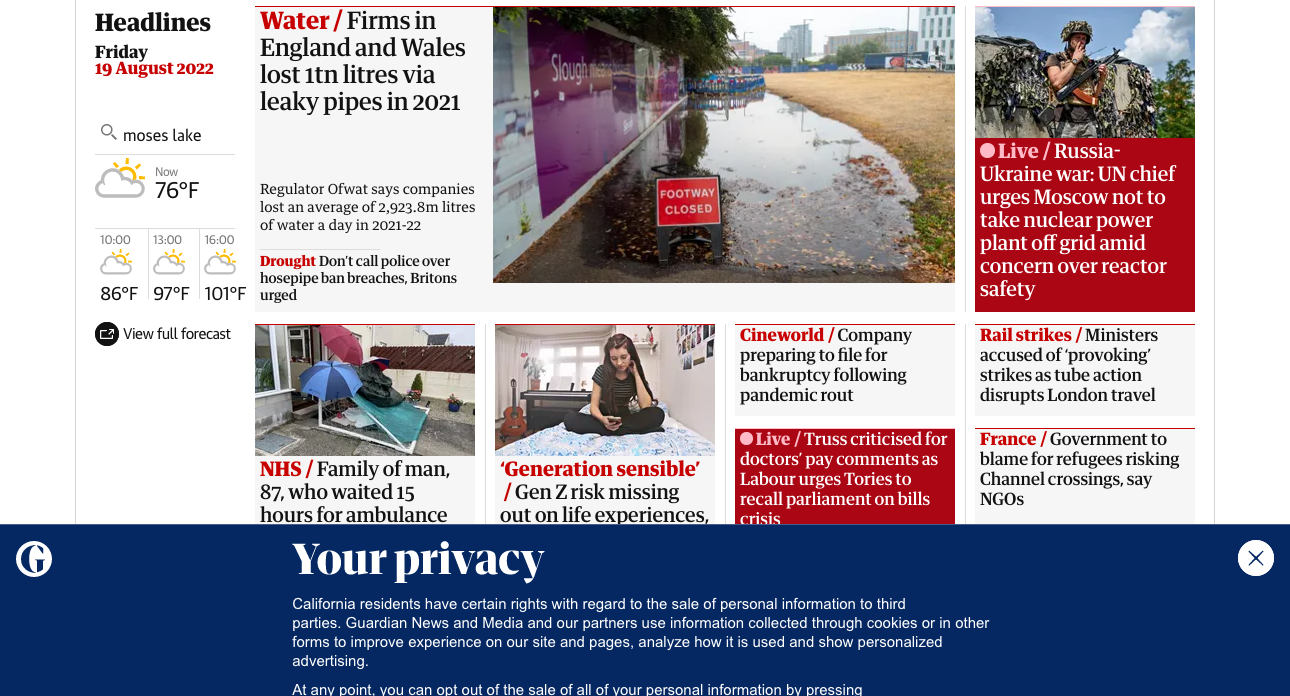 Headlines
Friday
19 August 2022
moses lake
Now
76°F
10:00 13:00 16:00
86°F 97°F 101°F
View full forecast
Water / Firms in
England and Wales
lost 1tn litres via
leaky pipes in 2021
Regulator Ofwat says companies
lost an average of 2,923.8m litres
of water a day in 2021-22
Drought Don’t call police over
hosepipe ban breaches, Britons
urged
Slough means
FOOTWAY
CLOSED
Live / Russia-
Ukraine war: UN chief
urges Moscow not to
take nuclear power
plant off grid amid
concern over reactor
safety
NHS / Family of man,
87, who waited 15
hours for ambulance
‘Generation sensible’
/ Gen Z risk missing
out on life experiences,
Cineworld / Company
preparing to file for
bankruptcy following
pandemic rout
Live / Truss criticised for
doctors’ pay comments as
Labour urges Tories to
recall parliament on bills
crisis
Rail strikes / Ministers
accused of ‘provoking’
strikes as tube action
disrupts London travel
France / Government to
blame for refugees risking
Channel crossings, say
NGOs
G
Your privacy
California residents have certain rights with regard to the sale of personal information to third
parties. Guardian News and Media and our partners use information collected through cookies or in other
forms to improve experience on our site and pages, analyze how it is used and show personalized
advertising.
At any point, you can opt out of the sale of all of your personal information by pressing